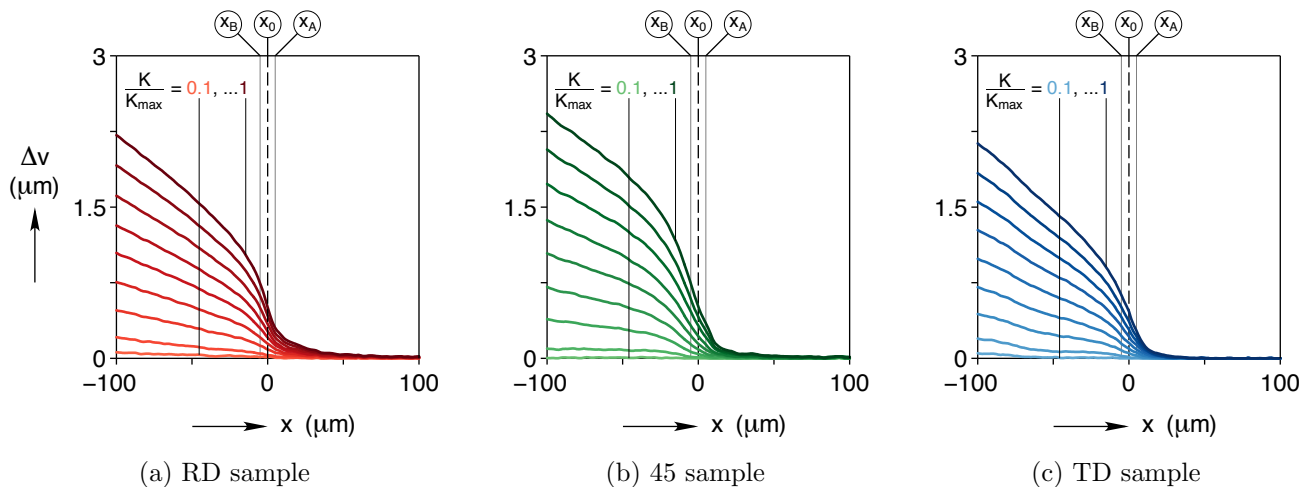 x_B x_0 x_A
3
K/K_max = 0.1, ...1
Δv
(μm)
1.5
0
−100 0 100
x (μm)
(a) RD sample
x_B x_0 x_A
3
K/K_max = 0.1, ...1
1.5
0
−100 0 100
x (μm)
(b) 45 sample
x_B x_0 x_A
3
K/K_max = 0.1, ...1
1.5
0
−100 0 100
x (μm)
(c) TD sample